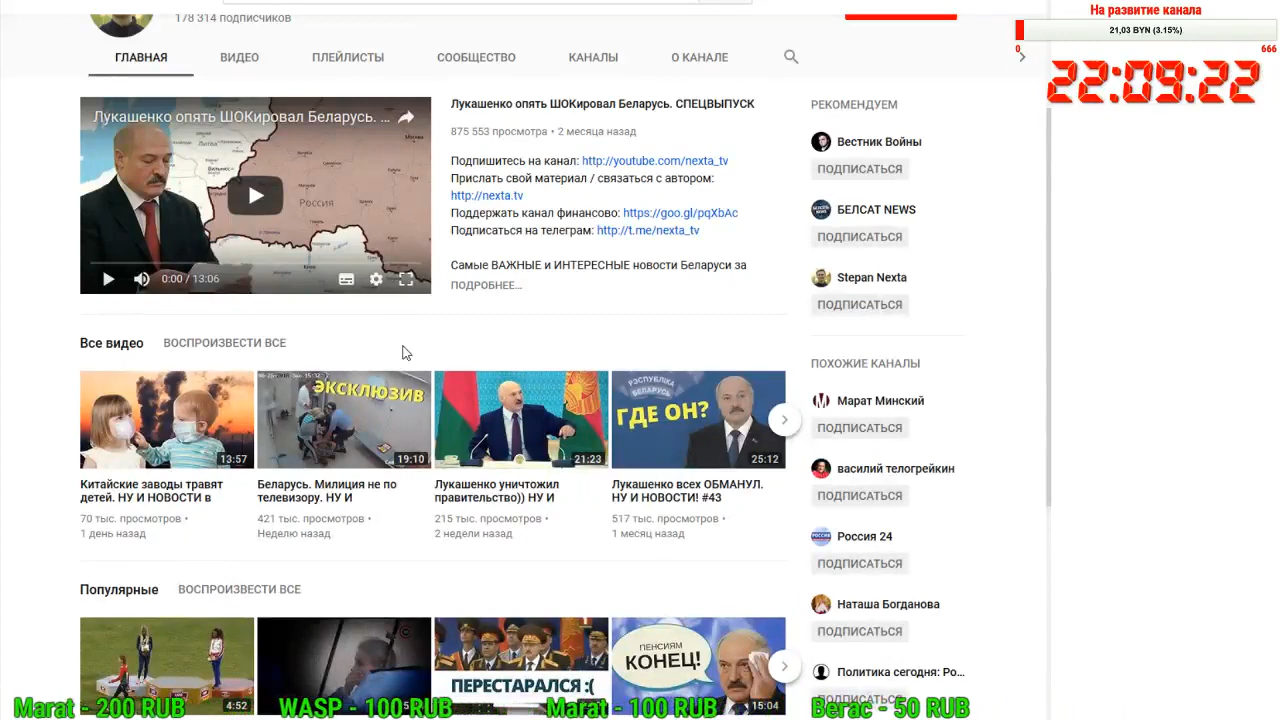 178 314 подписчиков
На развитие канала
21,03 BYN (3.15%)
0
666
22:09:22
ГЛАВНАЯ
ВИДЕО
ПЛЕЙЛИСТЫ
СООБЩЕСТВО
КАНАЛЫ
О КАНАЛЕ
Лукашенко опять ШОКировал Беларусь. ...
Россия
0:00 / 13:06
Лукашенко опять ШОКировал Беларусь. СПЕЦВЫПУСК
875 553 просмотра • 2 месяца назад
Подпишитесь на канал: http://youtube.com/nexta_tv
Прислать свой материал / связаться с автором:
http://nexta.tv
Поддержать канал финансово: https://goo.gl/pqXbAc
Подписаться на телеграм: http://t.me/nexta_tv
Самые ВАЖНЫЕ и ИНТЕРЕСНЫЕ новости Беларуси за
ПОДРОБНЕЕ...
РЕКОМЕНДУЕМ
Вестник Войны
ПОДПИСАТЬСЯ
БЕЛСАТ NEWS
ПОДПИСАТЬСЯ
Stepan Nexta
ПОДПИСАТЬСЯ
Все видео
ВОСПРОИЗВЕСТИ ВСЕ
13:57
ЭКСКЛЮЗИВ
19:10
21:23
РЭСПУБЛІКА
БЕЛАРУСЬ
ГДЕ ОН?
25:12
Китайские заводы травят
детей. НУ И НОВОСТИ в
70 тыс. просмотров •
1 день назад
Беларусь. Милиция не по
телевизору. НУ И
421 тыс. просмотров •
Неделю назад
Лукашенко уничтожил
правительство)) НУ И
215 тыс. просмотров •
2 недели назад
Лукашенко всех ОБМАНУЛ.
НУ И НОВОСТИ! #43
517 тыс. просмотров •
1 месяц назад
ПОХОЖИЕ КАНАЛЫ
Марат Минский
ПОДПИСАТЬСЯ
василий телогрейкин
ПОДПИСАТЬСЯ
Россия 24
ПОДПИСАТЬСЯ
Наташа Богданова
ПОДПИСАТЬСЯ
Политика сегодня: Ро...
ПОДПИСАТЬСЯ
Популярные
ВОСПРОИЗВЕСТИ ВСЕ
4:52
ПЕРЕСТАРАЛСЯ :(
ПЕНСИЯМ
КОНЕЦ!
15:04
Marat - 200 RUB
WASP - 100 RUB
Marat - 100 RUB
Вегас - 50 RUB